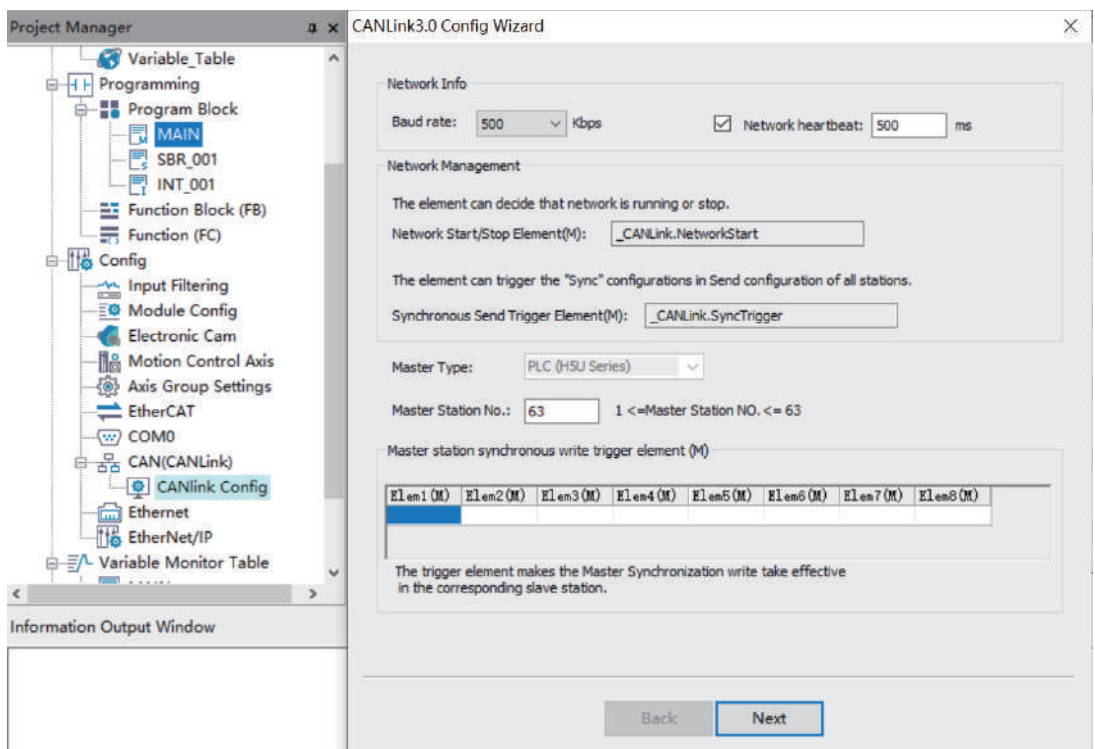 Project Manager
Variable_Table
Programming
Program Block
MAIN
SBR_001
INT_001
Function Block (FB)
Function (FC)
Config
Input Filtering
Module Config
Electronic Cam
Motion Control Axis
Axis Group Settings
EtherCAT
COM0
CAN(CANLink)
CANlink Config
Ethernet
EtherNet/IP
Variable Monitor Table
Information Output Window
CANLink3.0 Config Wizard
Network Info
Baud rate: 500 Kbps Network heartbeat: 500 ms
Network Management
The element can decide that network is running or stop.
Network Start/Stop Element(M): _CANLink.NetworkStart
The element can trigger the "Sync" configurations in Send configuration of all stations.
Synchronous Send Trigger Element(M): _CANLink.SyncTrigger
Master Type: PLC (H5U Series)
Master Station No.: 63 1 <=Master Station NO. <= 63
Master station synchronous write trigger element (M)
Elem1(M) Elem2(M) Elem3(M) Elem4(M) Elem5(M) Elem6(M) Elem7(M) Elem8(M)
The trigger element makes the Master Synchronization write take effective
in the corresponding slave station.
Back Next